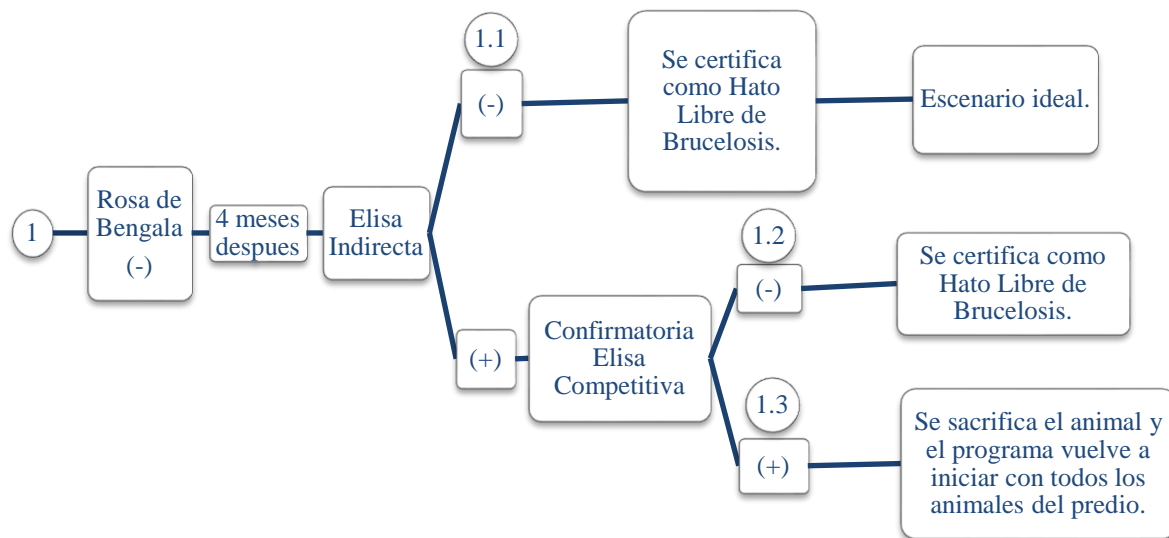 1
Rosa de
Bengala
(-)
4 meses
despues
Elisa
Indirecta
1.1
(-)
Se certifica
como Hato
Libre de
Brucelosis.
Escenario ideal.
(+)
Confirmatoria
Elisa
Competitiva
1.2
(-)
Se certifica como
Hato Libre de
Brucelosis.
1.3
(+)
Se sacrifica el animal y
el programa vuelve a
iniciar con todos los
animales del predio.